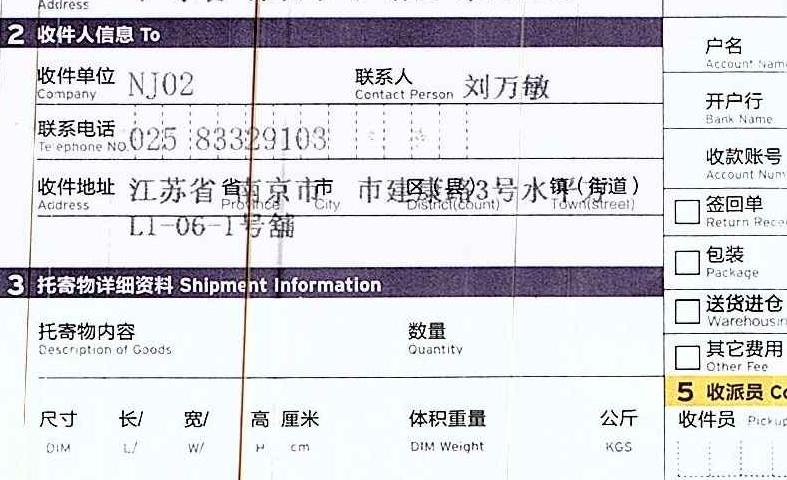 Address
2 收件人信息 To
收件单位 NJ02 联系人 刘万敏
Company Contact Person
联系电话 025 83329103
Telephone NO.
收件地址 江苏省 省 南京市 市 市建康路3号水平方 区(县) 镇(街道)
Address Province City District(count) Town(street)
L1-06-1号舖
3 托寄物详细资料 Shipment Information
托寄物内容 数量
Description of Goods Quantity
尺寸 长/ 宽/ 高 厘米 体积重量 公斤
DIM L/ W/ H cm DIM Weight KGS
户名
Account Nam
开户行
Bank Name
收款账号
Account Num
签回单
Return Rece
包装
Package
送货进仓
Warehousin
其它费用
Other Fee
5 收派员 Co
收件员 Pickup